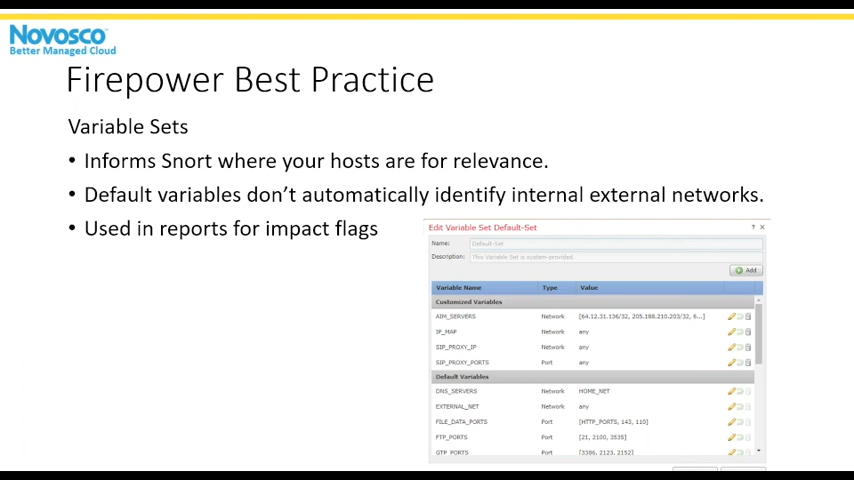 Novosco
Better Managed Cloud
Firepower Best Practice
Variable Sets
• Informs Snort where your hosts are for relevance.
• Default variables don't automatically identify internal external networks.
• Used in reports for impact flags
Edit Variable Set Default-Set ? ×
Name: Default-Set
Description: This Variable Set is system-provided.
Add
Variable Name Type Value
Customized Variables
AIM_SERVERS Network [64.12.31.136/32, 205.188.210.203/32, 6...]
IP_MAP Network any
SIP_PROXY_IP Network any
SIP_PROXY_PORTS Port any
Default Variables
DNS_SERVERS Network HOME_NET
EXTERNAL_NET Network any
FILE_DATA_PORTS Port [HTTP_PORTS, 143, 110]
FTP_PORTS Port [21, 2100, 3535]
GTP_PORTS Port [3386, 2123, 2152]